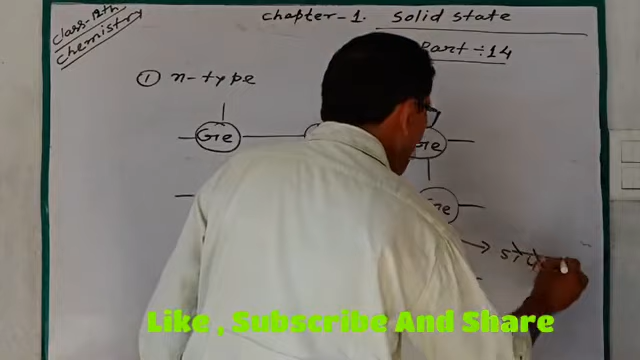 class-12th
chemistry
chapter-1. solid state
Part ÷ 14
① n-type
Ge
Ge
Ge
Like , Subscribe And Share